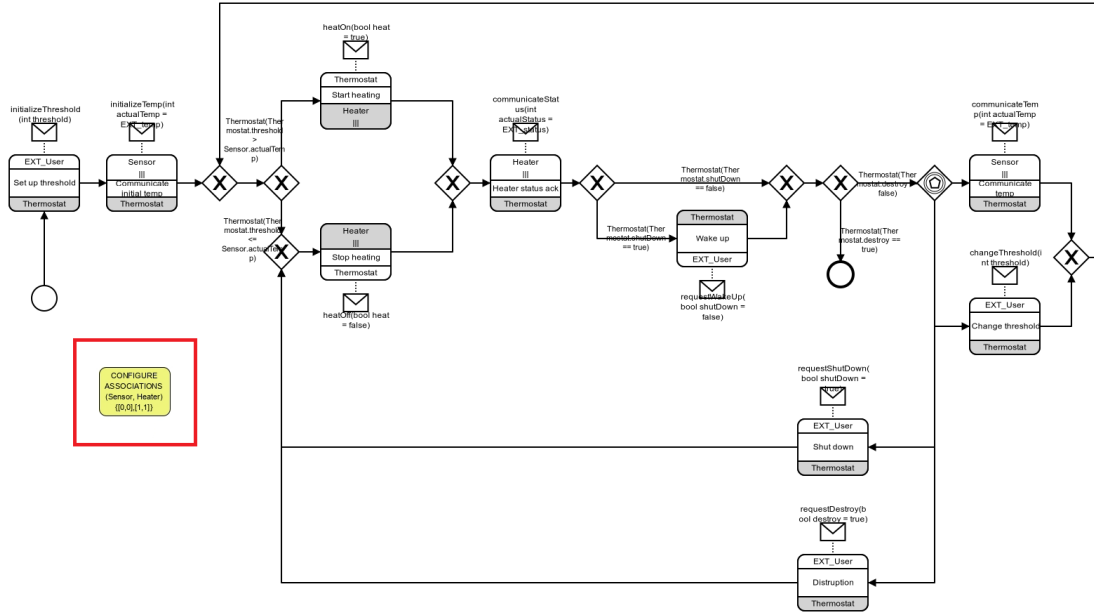 initializeThreshold
(int threshold)
EXT_User
Set up threshold
Thermostat
initializeTemp(int
actualTemp =
EXT_temp)
Sensor
|||
Communicate
initial temp
Thermostat
Thermostat(Ther
mostat.threshold
>
Sensor.actualTem
p)
Thermostat(Ther
mostat.threshold
<=
Sensor.actualTem
p)
heatOn(bool heat
= true)
Thermostat
Start heating
Heater
|||
Heater
|||
Stop heating
Thermostat
heatOff(bool heat
= false)
communicateStat
us(int
actualStatus =
EXT_status)
Heater
|||
Heater status ack
Thermostat
Thermostat(Ther
mostat.shutDown
== false)
Thermostat(Ther
mostat.shutDown
== true)
Thermostat
Wake up
EXT_User
requestWakeUp(
bool shutDown
= false)
Thermostat(Ther
mostat.destroy ==
false)
Thermostat(Ther
mostat.destroy ==
true)
communicateTem
p(int actualTemp
= EXT_temp)
Sensor
|||
Communicate
temp
Thermostat
changeThreshold(i
nt threshold)
EXT_User
Change threshold
Thermostat
requestShutDown(
bool shutDown =
true)
EXT_User
Shut down
Thermostat
requestDestroy(b
ool destroy = true)
EXT_User
Distruption
Thermostat
CONFIGURE
ASSOCIATIONS
(Sensor, Heater)
{[0,0],[1,1]}